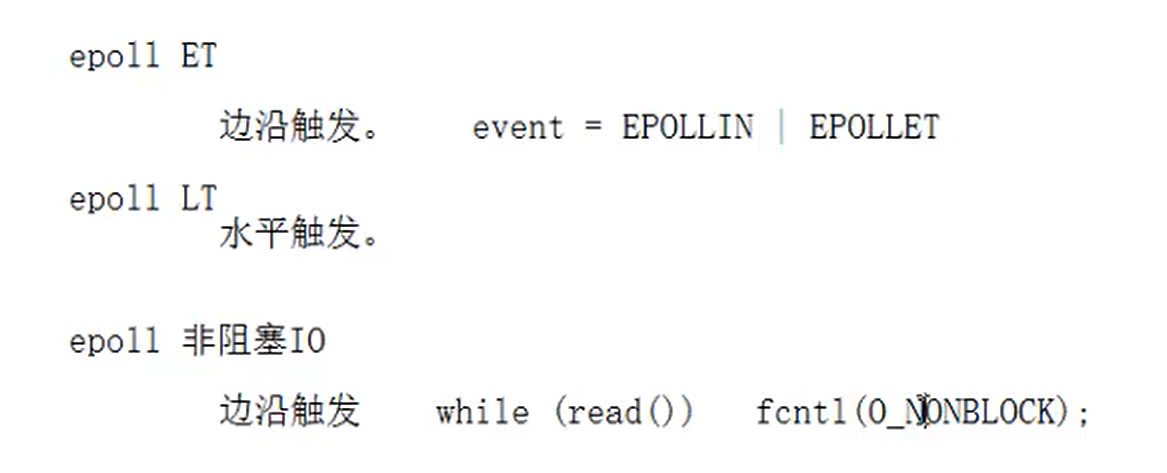 epoll ET
边沿触发。 event = EPOLLIN | EPOLLET
epoll LT
水平触发。
epoll 非阻塞IO
边沿触发 while (read()) fcntl(O_NONBLOCK);